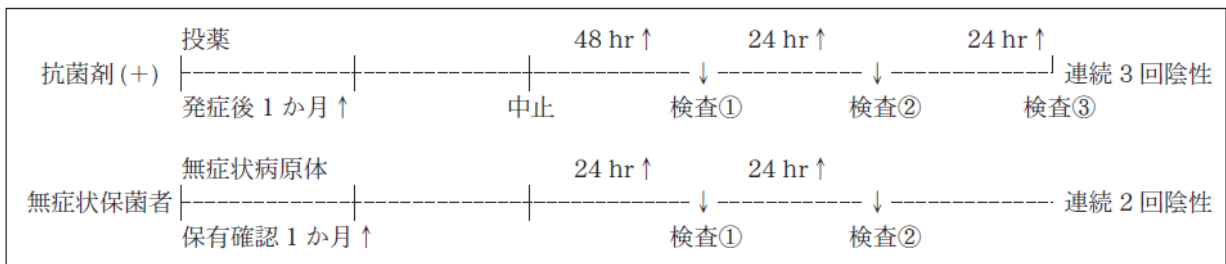 投薬 48 hr↑ 24 hr↑ 24 hr↑
抗菌剤(+) 連続3回陰性
発症後1か月↑ 中止 検査① 検査② 検査③
無症状病原体 24 hr↑ 24 hr↑
無症状保菌者 連続2回陰性
保有確認1か月↑ 検査① 検査②